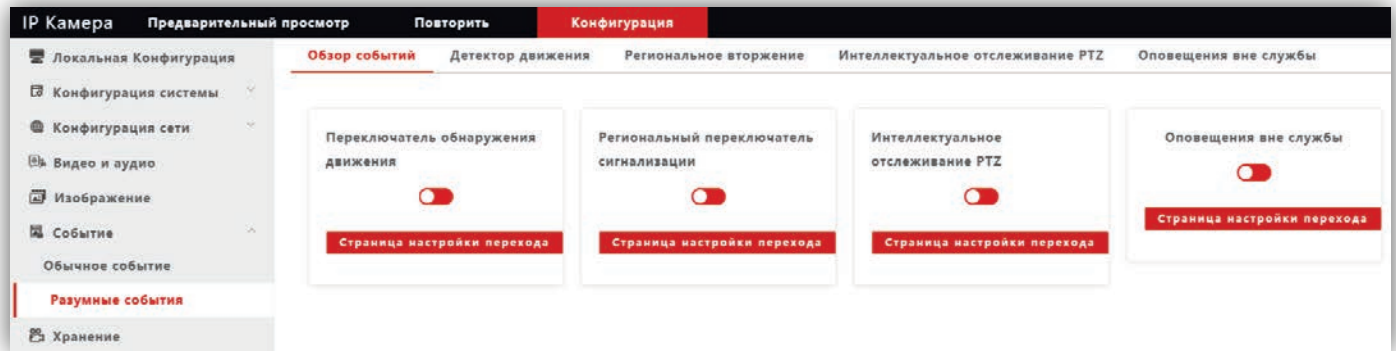 IP Камера Предварительный просмотр Повторить Конфигурация
Локальная Конфигурация
Конфигурация системы
Конфигурация сети
Видео и аудио
Изображение
Событие
Обычное событие
Разумные события
Хранение
Обзор событий Детектор движения Региональное вторжение Интеллектуальное отслеживание PTZ Оповещения вне службы
Переключатель обнаружения
движения
Страница настройки перехода
Региональный переключатель
сигнализации
Страница настройки перехода
Интеллектуальное
отслеживание PTZ
Страница настройки перехода
Оповещения вне службы
Страница настройки перехода